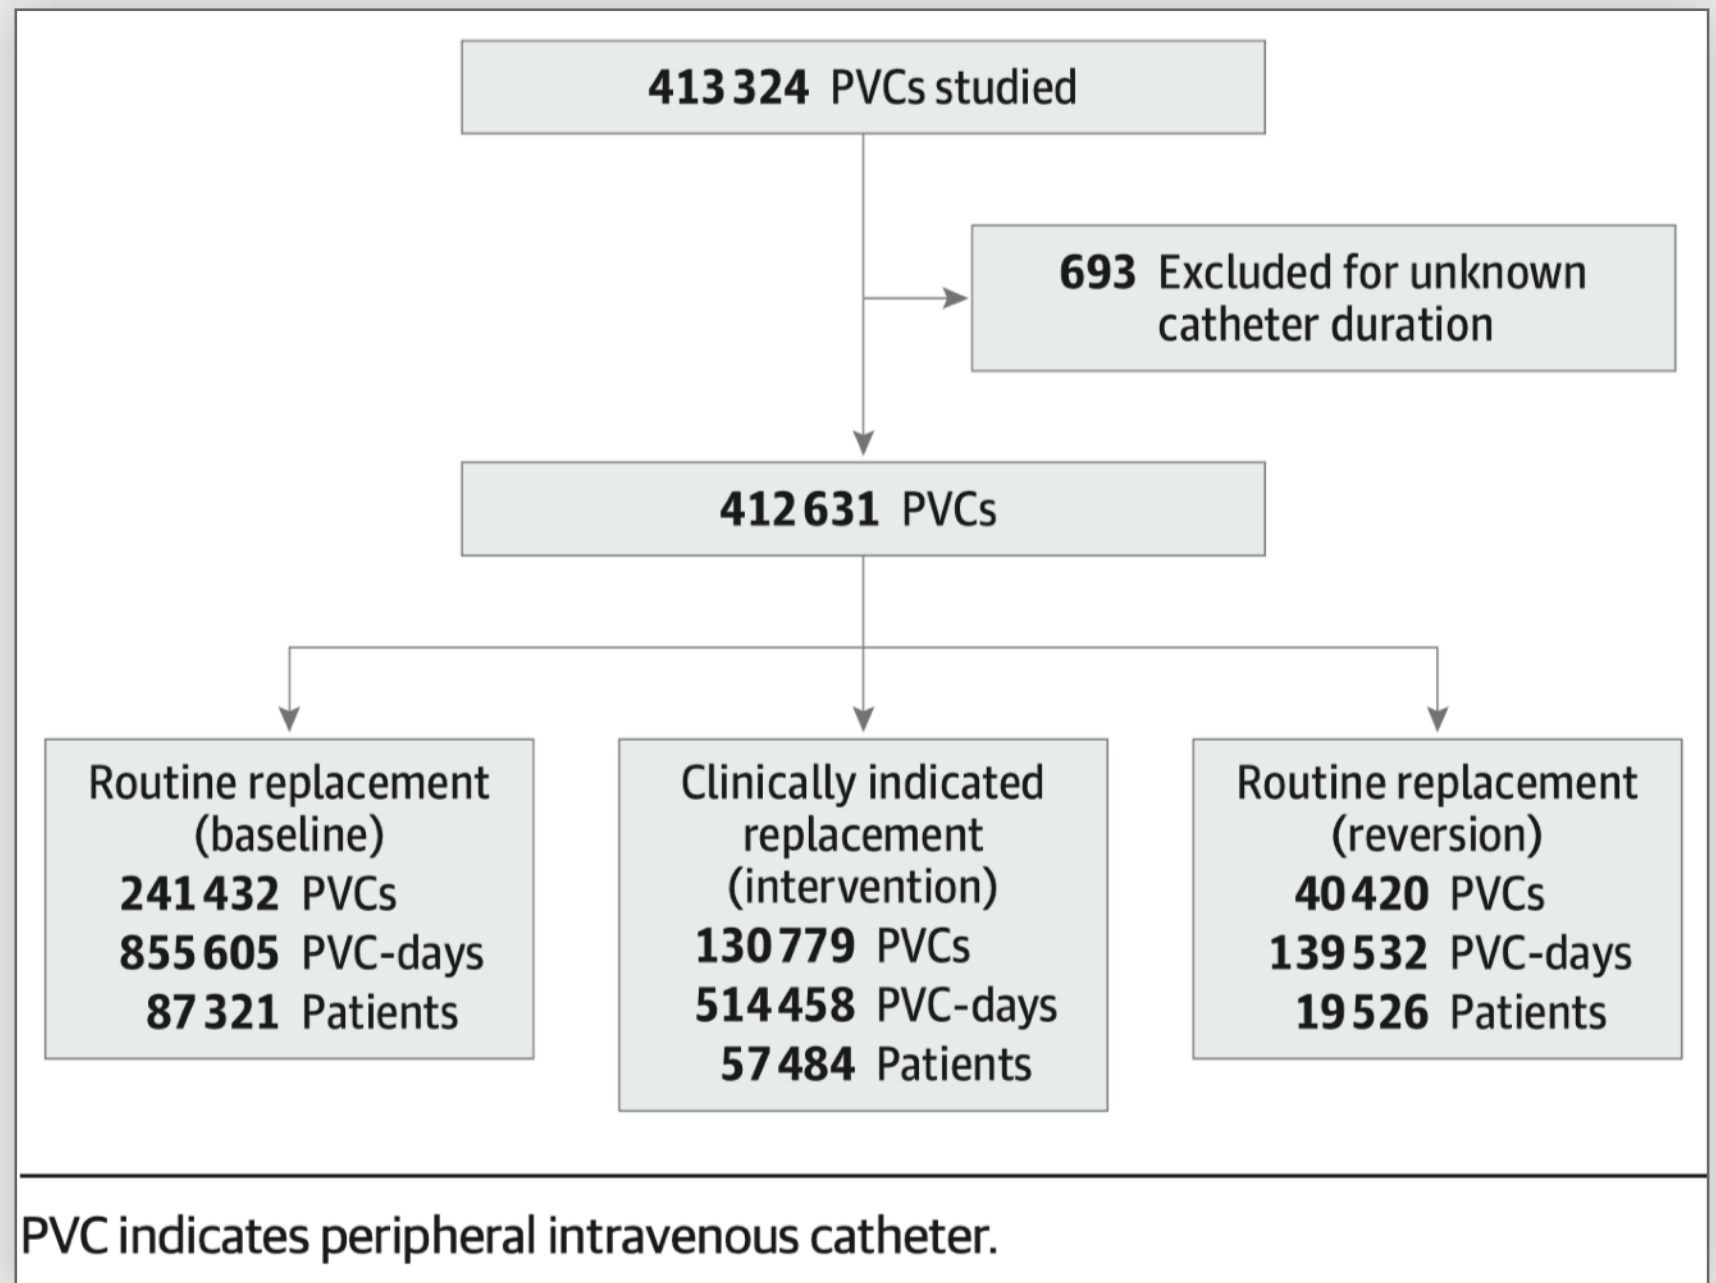 413 324 PVCs studied
693 Excluded for unknown
catheter duration
412 631 PVCs
Routine replacement
(baseline)
241 432 PVCs
855 605 PVC-days
87 321 Patients
Clinically indicated
replacement
(intervention)
130 779 PVCs
514 458 PVC-days
57 484 Patients
Routine replacement
(reversion)
40 420 PVCs
139 532 PVC-days
19 526 Patients
PVC indicates peripheral intravenous catheter.